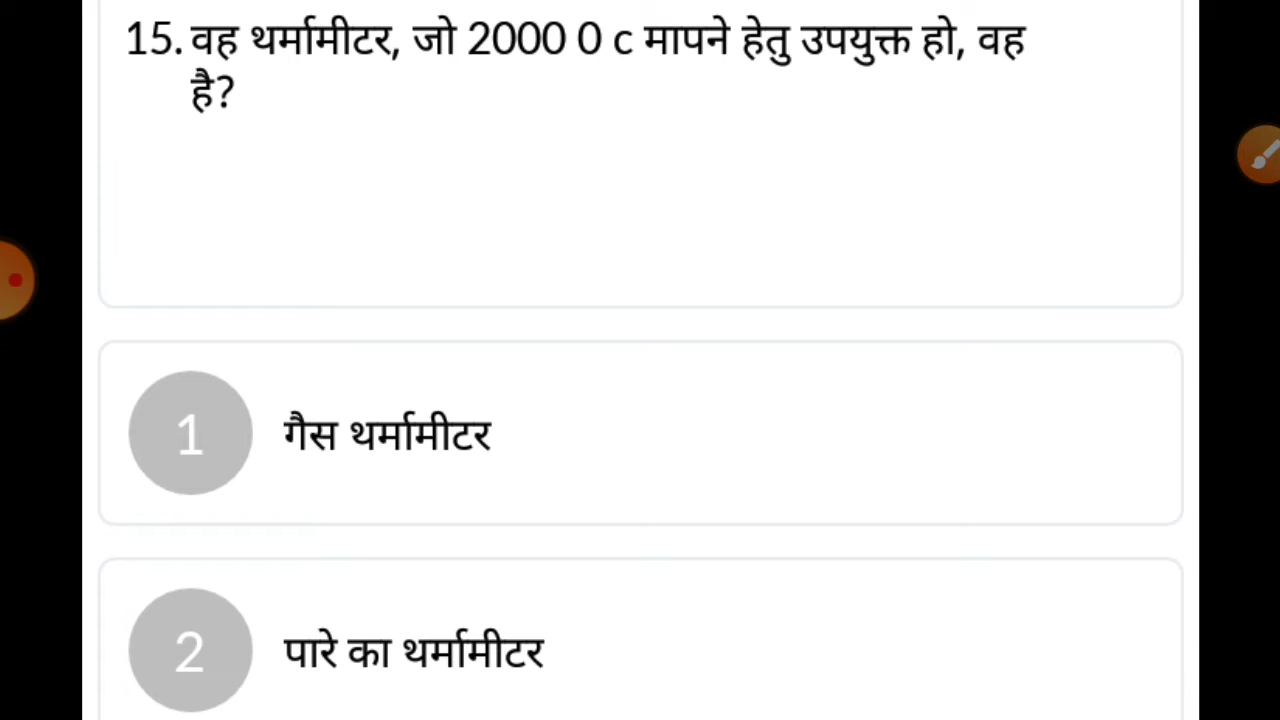 15. वह थर्मामीटर, जो 2000 0 c मापने हेतु उपयुक्त हो, वह
है?
1 गैस थर्मामीटर
2 पारे का थर्मामीटर